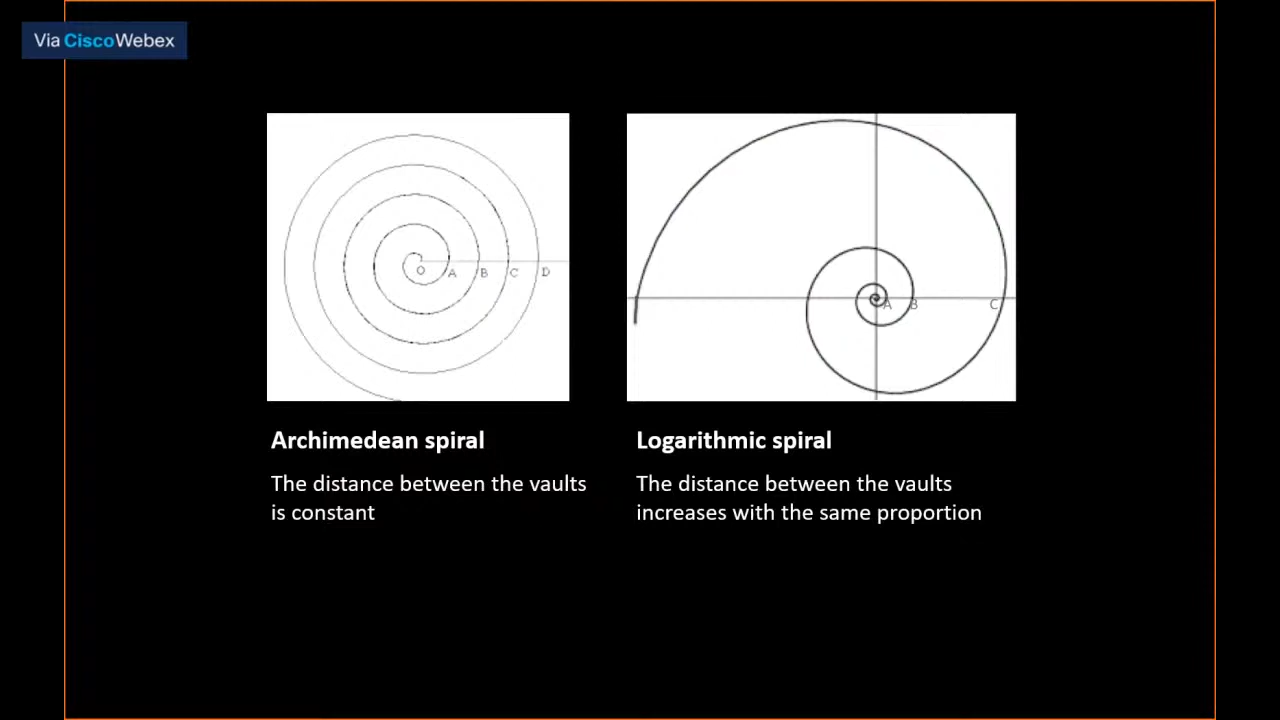 Via CiscoWebex
O A B C D
A B C
Archimedean spiral
The distance between the vaults
is constant
Logarithmic spiral
The distance between the vaults
increases with the same proportion